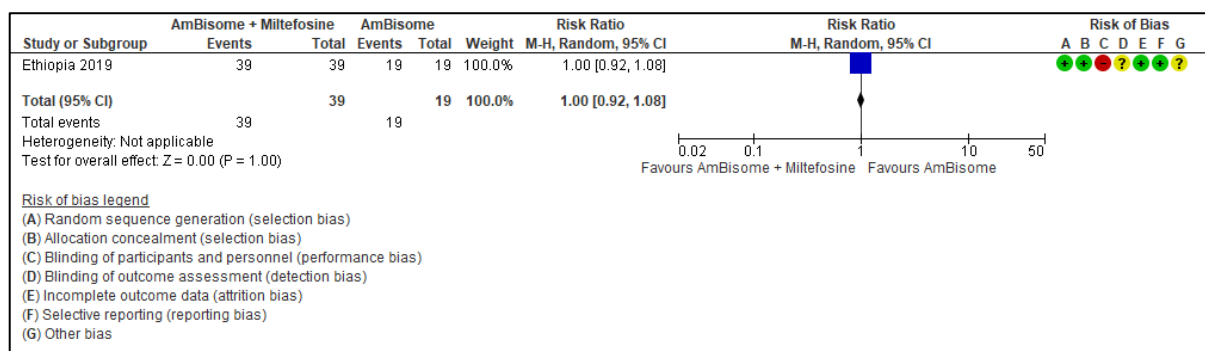 AmBisome + Miltefosine AmBisome Risk Ratio Risk Ratio Risk of Bias
Study or Subgroup Events Total Events Total Weight M-H, Random, 95% CI M-H, Random, 95% CI A B C D E F G
Ethiopia 2019 39 39 19 19 100.0% 1.00 [0.92, 1.08] + + - ? + + ?
Total (95% CI) 39 19 100.0% 1.00 [0.92, 1.08]
Total events 39 19
Heterogeneity: Not applicable
Test for overall effect: Z = 0.00 (P = 1.00)
0.02 0.1 1 10 50
Favours AmBisome + Miltefosine Favours AmBisome
Risk of bias legend
(A) Random sequence generation (selection bias)
(B) Allocation concealment (selection bias)
(C) Blinding of participants and personnel (performance bias)
(D) Blinding of outcome assessment (detection bias)
(E) Incomplete outcome data (attrition bias)
(F) Selective reporting (reporting bias)
(G) Other bias